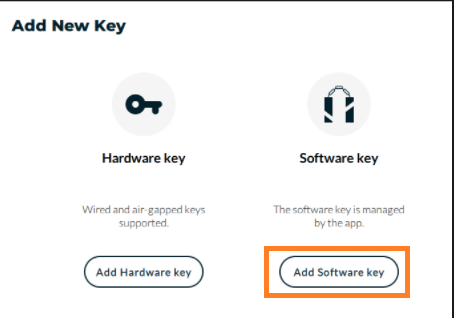 Add New Key
Hardware key
Software key
Wired and air-gapped keys
supported.
The software key is managed
by the app.
Add Hardware key
Add Software key